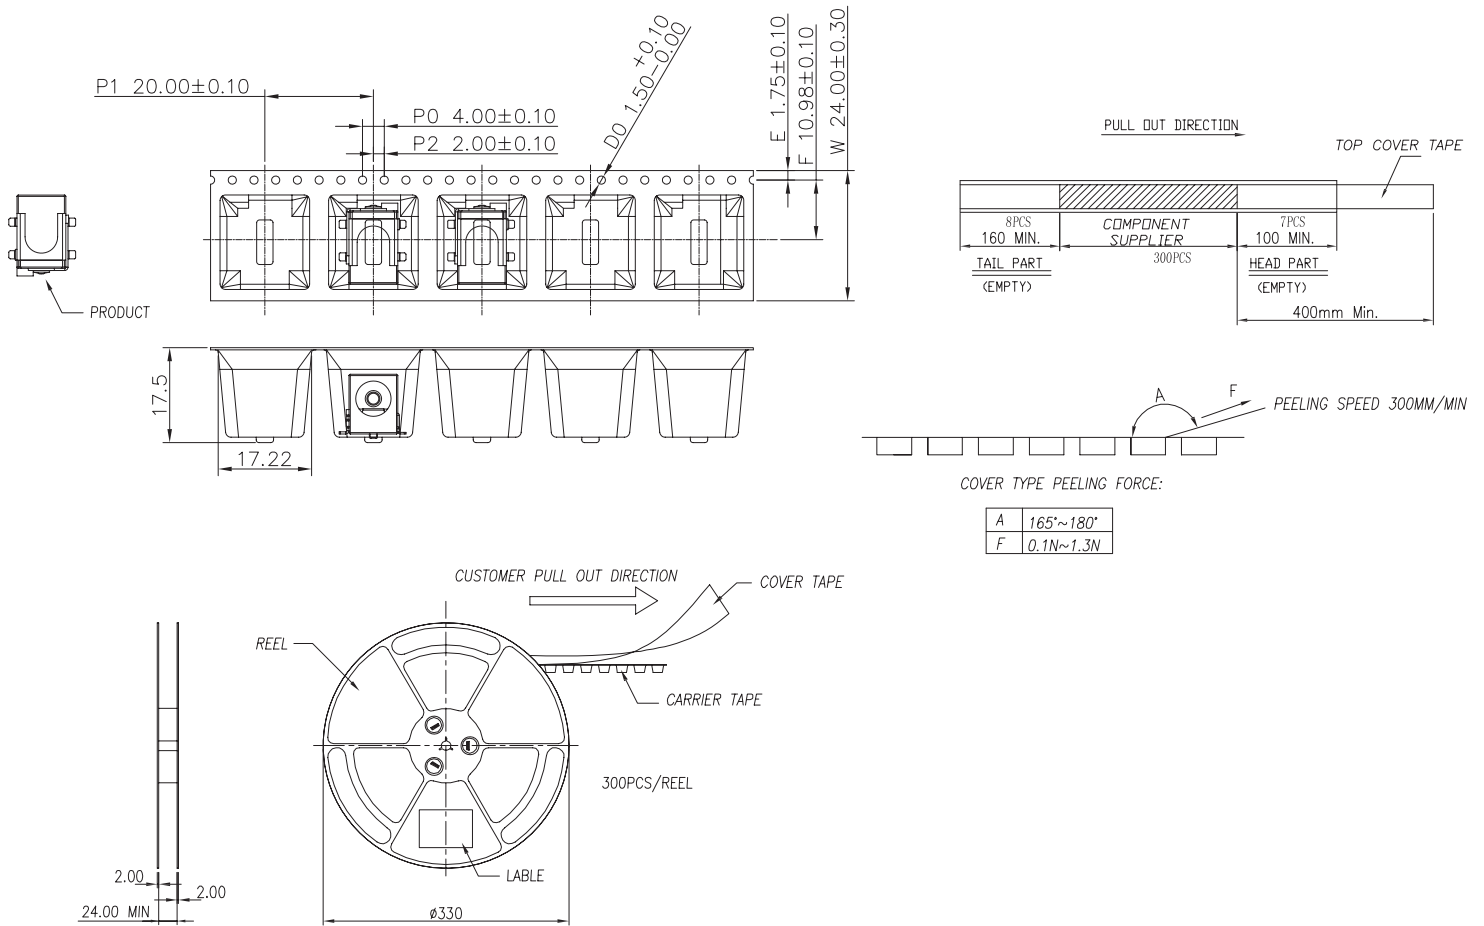 P1 20.00±0.10
P0 4.00±0.10
P2 2.00±0.10
D0 1.50 +0.10 -0.00
E 1.75±0.10
F 10.98±0.10
W 24.00±0.30
PRODUCT
PULL OUT DIRECTION
TOP COVER TAPE
8PCS
160 MIN.
TAIL PART
(EMPTY)
COMPONENT
SUPPLIER
300PCS
7PCS
100 MIN.
HEAD PART
(EMPTY)
400mm Min.
17.5
17.22
A
F
PEELING SPEED 300MM/MIN
COVER TYPE PEELING FORCE:
A 165°~180°
F 0.1N~1.3N
CUSTOMER PULL OUT DIRECTION
COVER TAPE
REEL
CARRIER TAPE
300PCS/REEL
LABLE
2.00
2.00
24.00 MIN
ø330